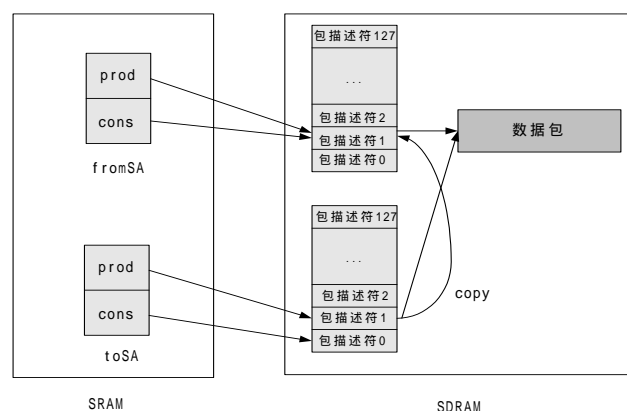 prod
cons
fromSA
prod
cons
toSA
SRAM
包描述符127
...
包描述符2
包描述符1
包描述符0
数据包
包描述符127
...
包描述符2
包描述符1
包描述符0
copy
SDRAM